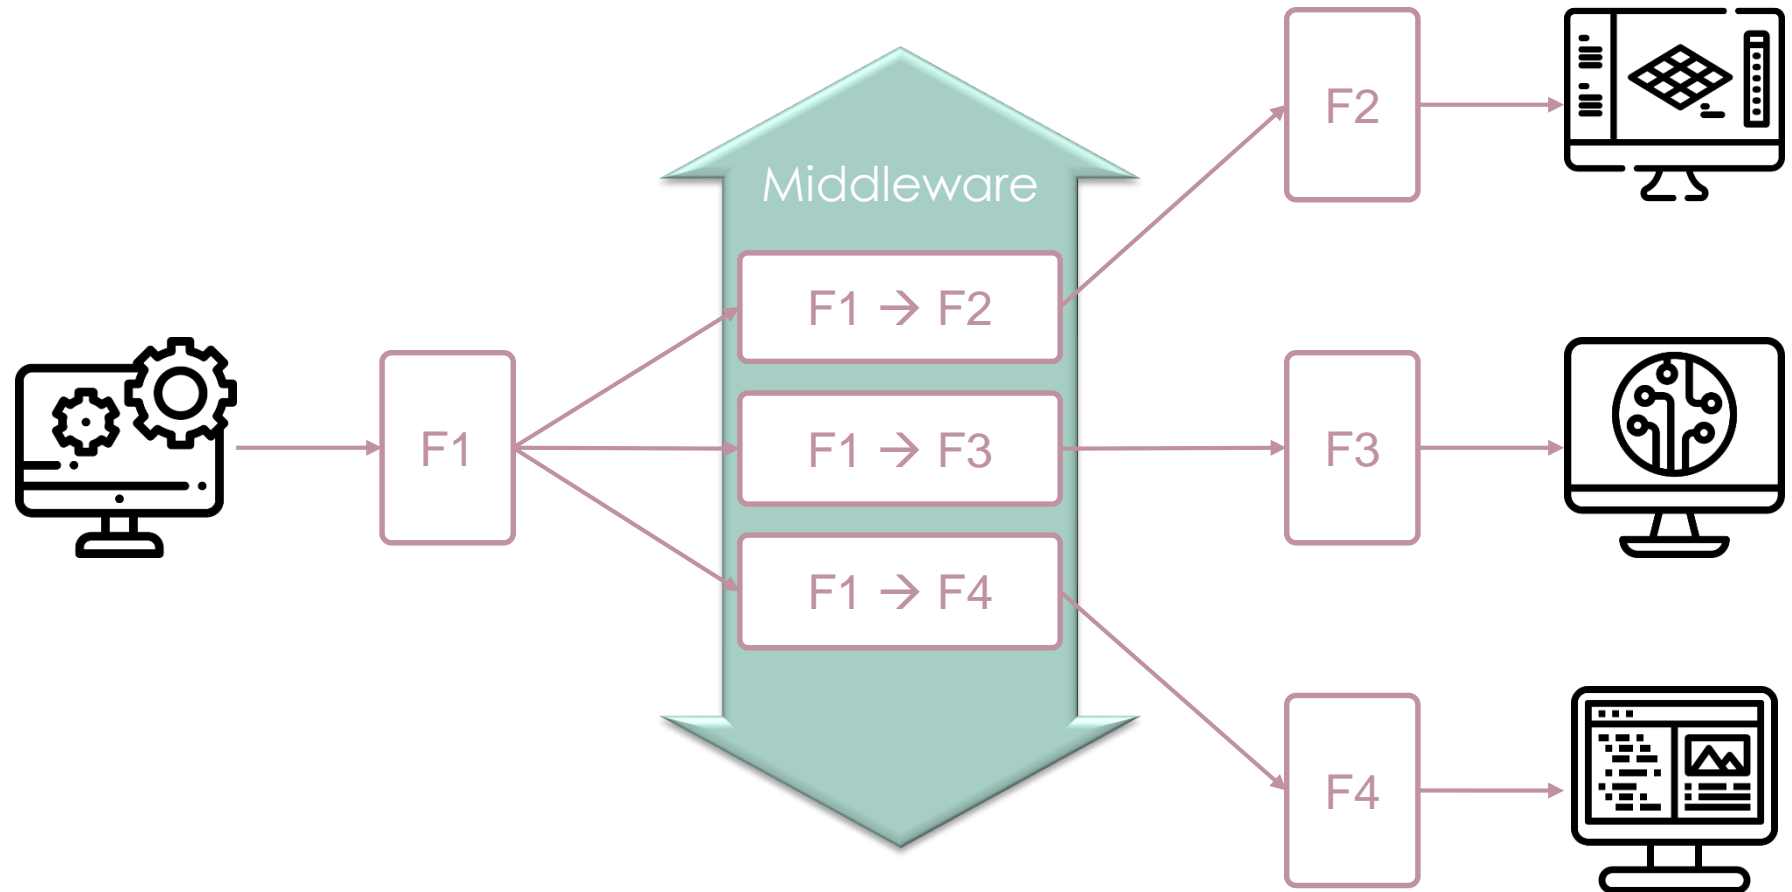 Middleware
F1 → F2
F1 → F3
F1 → F4
F1
F2
F3
F4